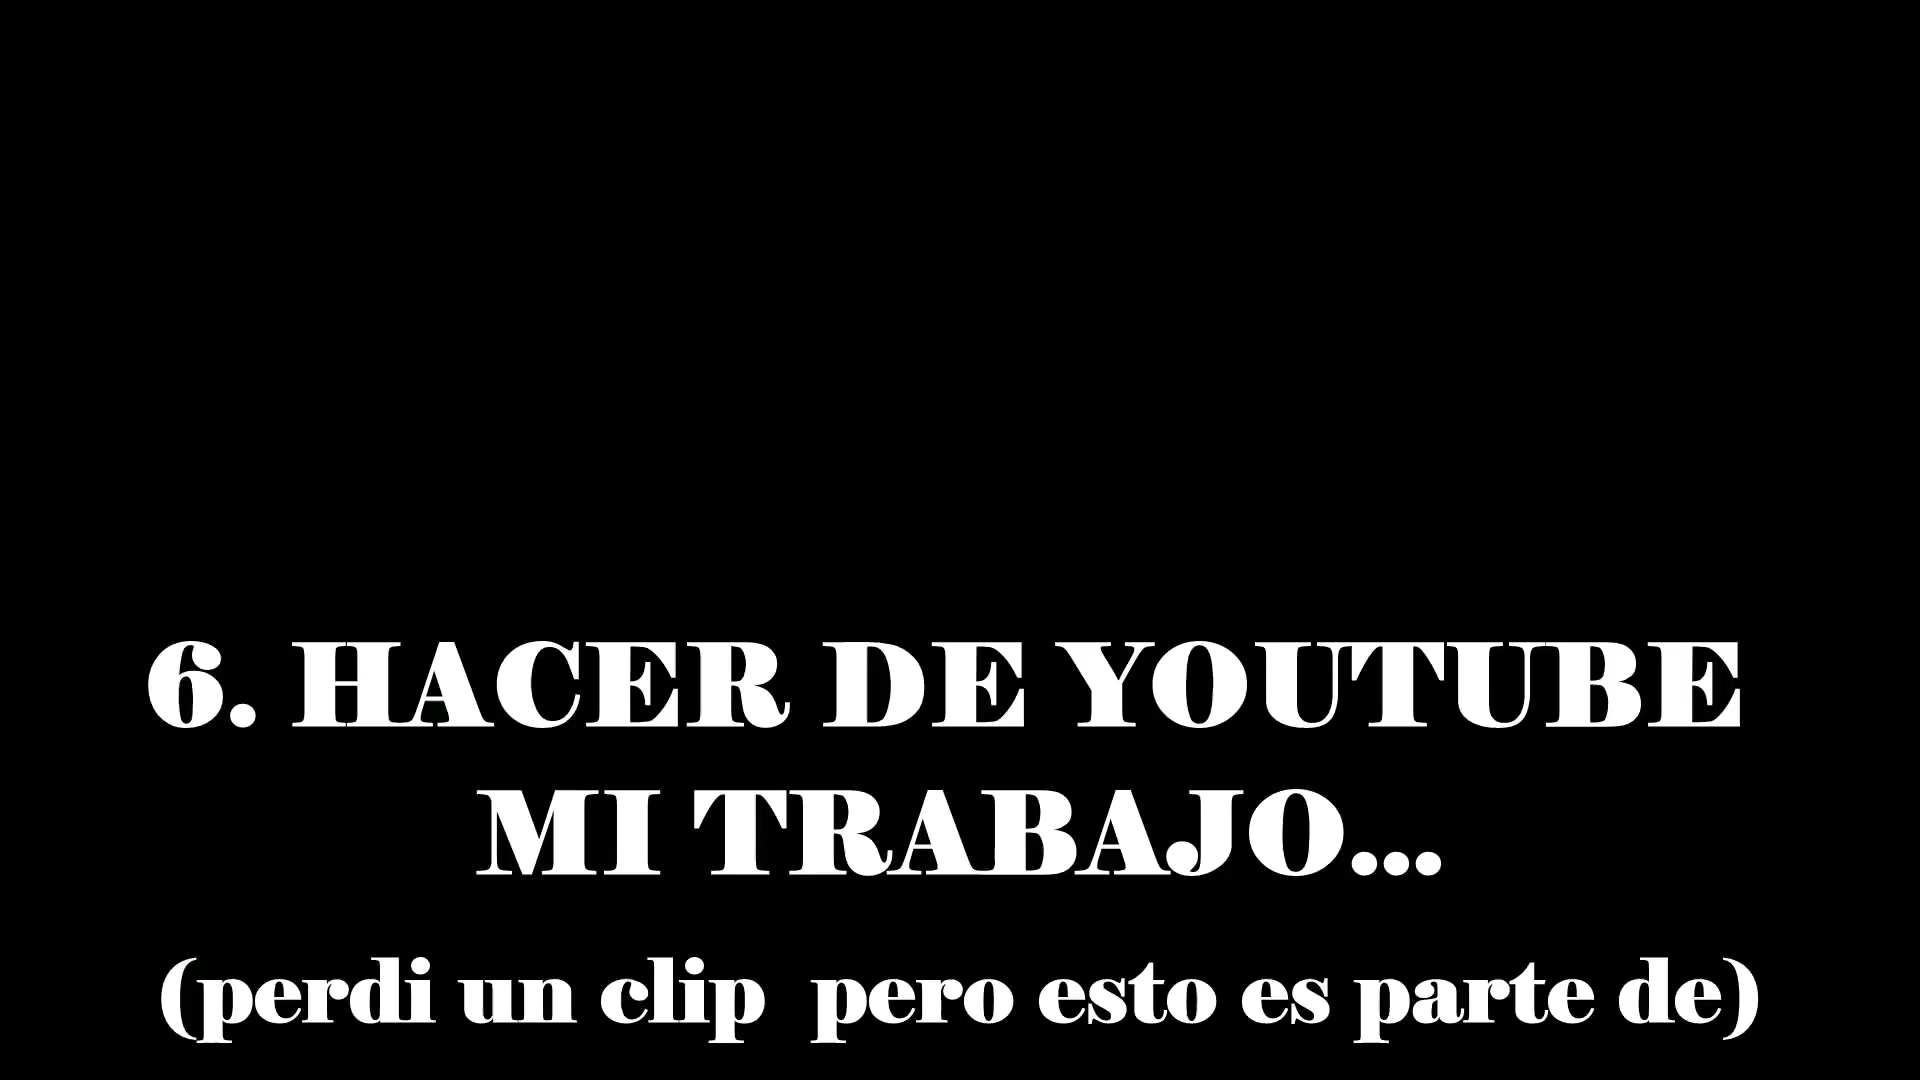 6. HACER DE YOUTUBE
MI TRABAJO...
(perdi un clip  pero esto es parte de)